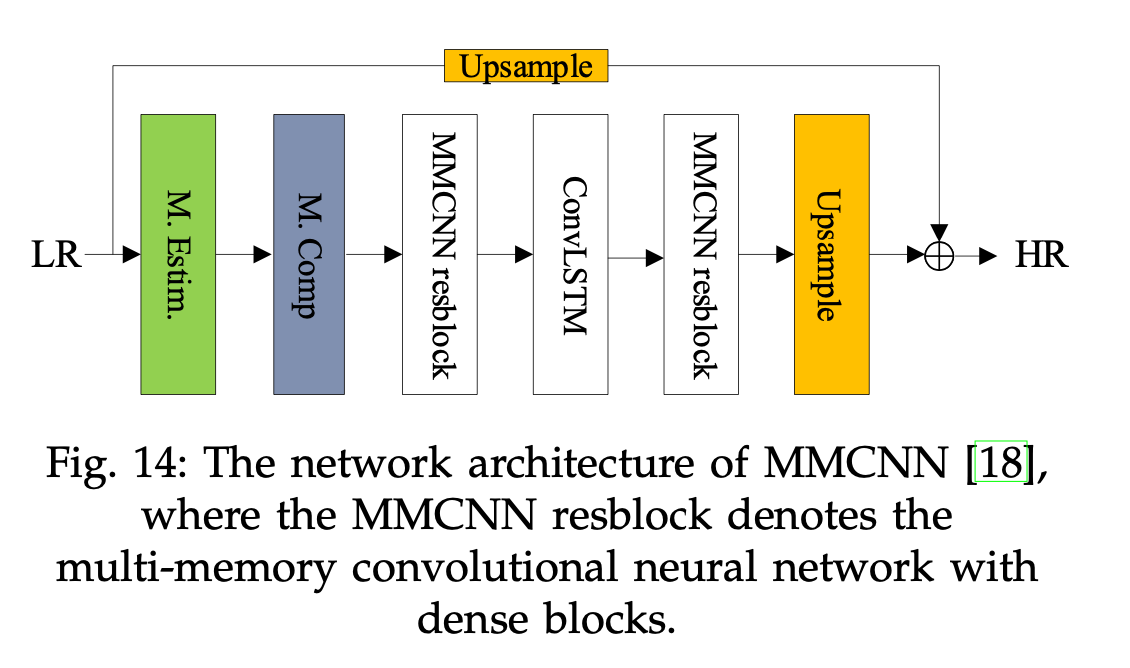 Upsample
LR
M. Estim.
M. Comp
MMCNN resblock
ConvLSTM
MMCNN resblock
Upsample
HR
Fig. 14: The network architecture of MMCNN [18],
where the MMCNN resblock denotes the
multi-memory convolutional neural network with
dense blocks.